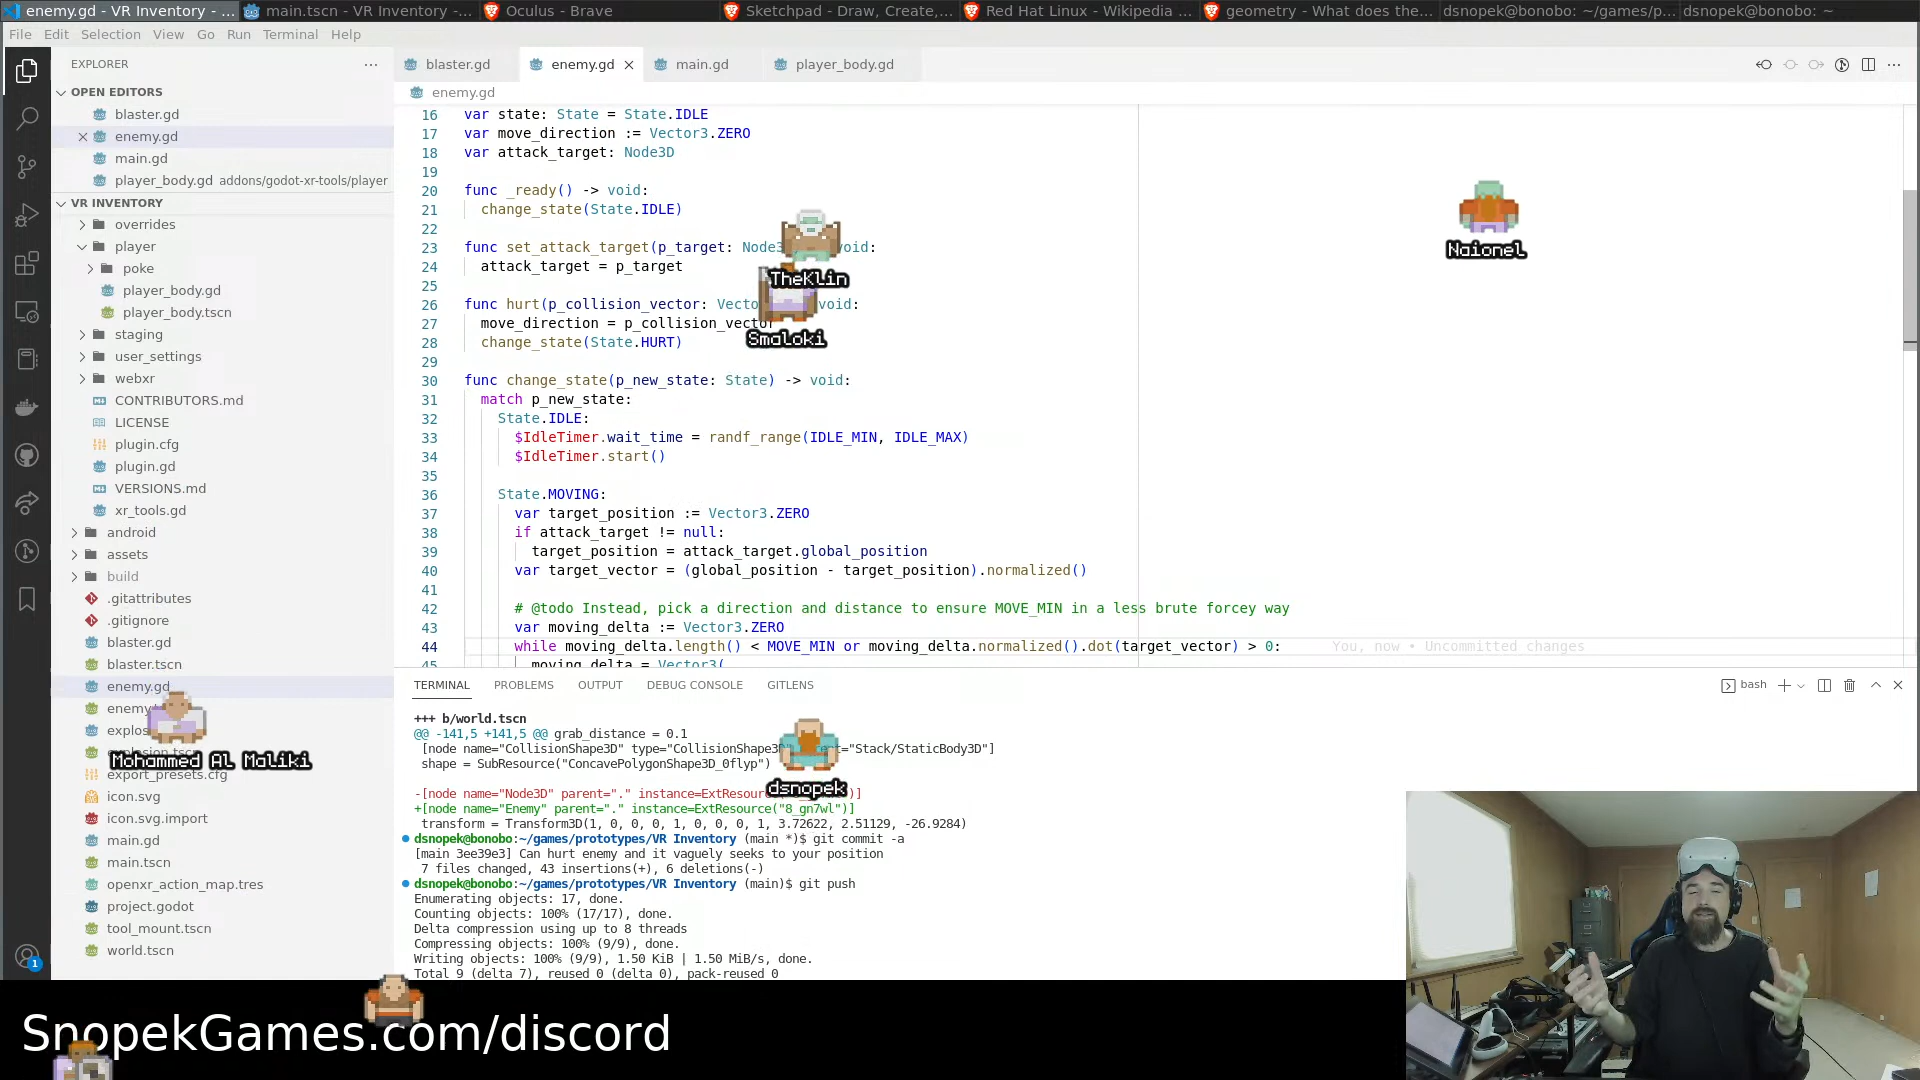 enemy.gd - VR Inventory - ...
main.tscn - VR Inventory -...
Oculus - Brave
Sketchpad - Draw, Create,...
Red Hat Linux - Wikipedia ...
geometry - What does the...
dsnopek@bonobo: ~/games/p...
dsnopek@bonobo: ~
File Edit Selection View Go Run Terminal Help
EXPLORER
OPEN EDITORS
blaster.gd
enemy.gd
main.gd
player_body.gd addons/godot-xr-tools/player
VR INVENTORY
overrides
player
poke
player_body.gd
player_body.tscn
staging
user_settings
webxr
CONTRIBUTORS.md
LICENSE
plugin.cfg
plugin.gd
VERSIONS.md
xr_tools.gd
android
assets
build
.gitattributes
.gitignore
blaster.gd
blaster.tscn
enemy.gd
enemy
explos
explosion.tscn
export_presets.cfg
icon.svg
icon.svg.import
main.gd
main.tscn
openxr_action_map.tres
project.godot
tool_mount.tscn
world.tscn
1
blaster.gd
enemy.gd
main.gd
player_body.gd
enemy.gd
16 var state: State = State.IDLE
17 var move_direction := Vector3.ZERO
18 var attack_target: Node3D
19
20 func _ready() -> void:
21 change_state(State.IDLE)
22
23 func set_attack_target(p_target: Node3 void:
24 attack_target = p_target
25
26 func hurt(p_collision_vector: Vecto void:
27 move_direction = p_collision_vector
28 change_state(State.HURT)
29
30 func change_state(p_new_state: State) -> void:
31 match p_new_state:
32 State.IDLE:
33 $IdleTimer.wait_time = randf_range(IDLE_MIN, IDLE_MAX)
34 $IdleTimer.start()
35
36 State.MOVING:
37 var target_position := Vector3.ZERO
38 if attack_target != null:
39 target_position = attack_target.global_position
40 var target_vector = (global_position - target_position).normalized()
41
42 # @todo Instead, pick a direction and distance to ensure MOVE_MIN in a less brute forcey way
43 var moving_delta := Vector3.ZERO
44 while moving_delta.length() < MOVE_MIN or moving_delta.normalized().dot(target_vector) > 0: You, now • Uncommitted changes
45 moving_delta = Vector3(
TheKlin
Smaloki
Naionel
Mohammed Al Maliki
dsnopek
TERMINAL PROBLEMS OUTPUT DEBUG CONSOLE GITLENS
bash
+++ b/world.tscn
@@ -141,5 +141,5 @@ grab_distance = 0.1
[node name="CollisionShape3D" type="CollisionShape3D ="Stack/StaticBody3D"]
shape = SubResource("ConcavePolygonShape3D_0flyp")
-[node name="Node3D" parent="." instance=ExtResource( )]
+[node name="Enemy" parent="." instance=ExtResource("8_gn7wl")]
transform = Transform3D(1, 0, 0, 0, 1, 0, 0, 0, 1, 3.72622, 2.51129, -26.9284)
dsnopek@bonobo:~/games/prototypes/VR Inventory (main *)$ git commit -a
[main 3ee39e3] Can hurt enemy and it vaguely seeks to your position
7 files changed, 43 insertions(+), 6 deletions(-)
dsnopek@bonobo:~/games/prototypes/VR Inventory (main)$ git push
Enumerating objects: 17, done.
Counting objects: 100% (17/17), done.
Delta compression using up to 8 threads
Compressing objects: 100% (9/9), done.
Writing objects: 100% (9/9), 1.50 KiB | 1.50 MiB/s, done.
Total 9 (delta 7), reused 0 (delta 0), pack-reused 0
SnopekGames.com/discord